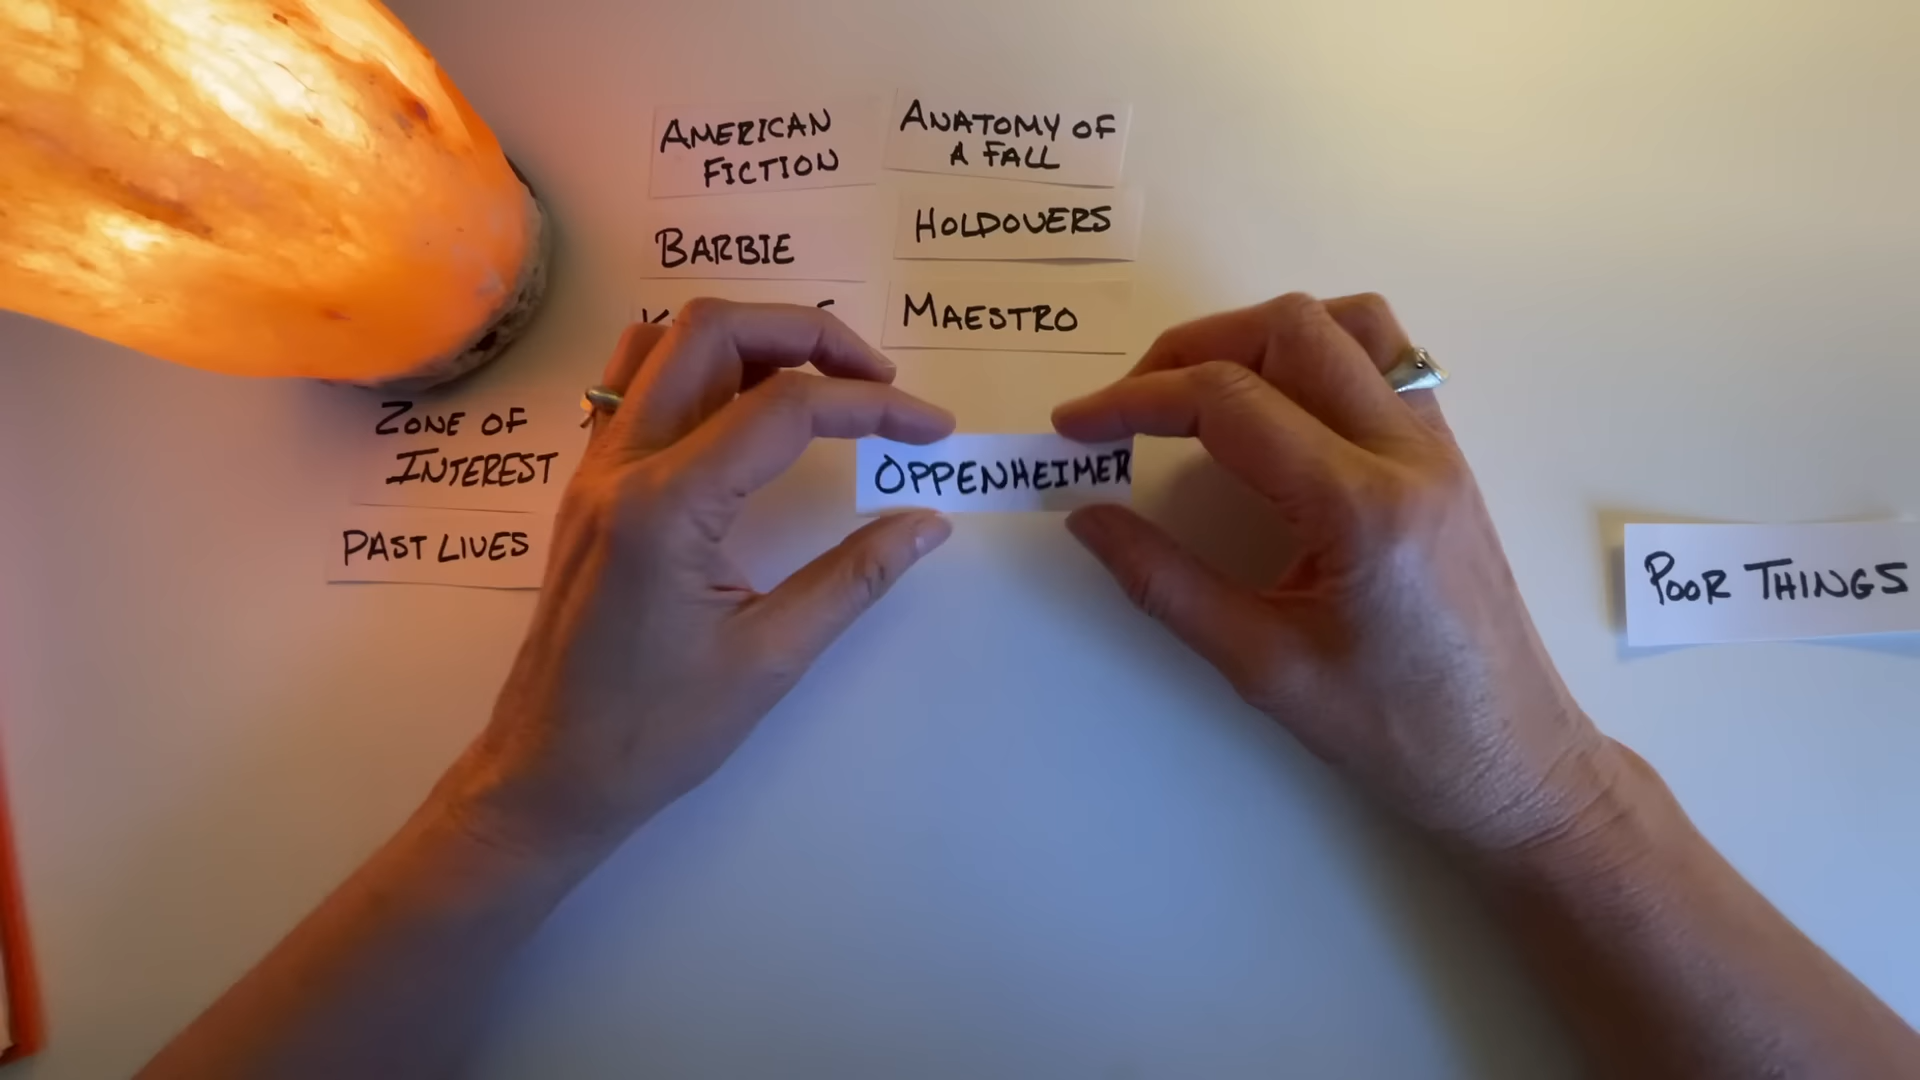 AMERICAN
FICTION
ANATOMY OF
A FALL
BARBIE
HOLDOVERS
MAESTRO
ZONE OF
INTEREST
OPPENHEIMER
PAST LIVES
POOR THINGS